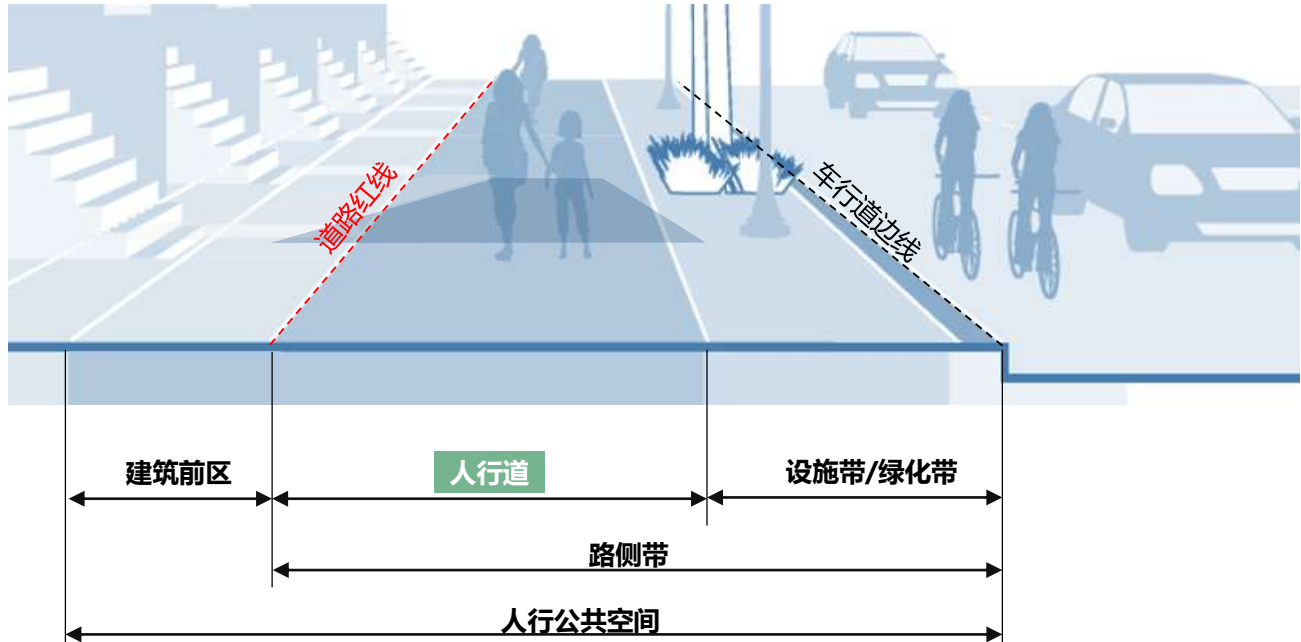 道路红线
车行道边线
建筑前区
人行道
设施带/绿化带
路侧带
人行公共空间